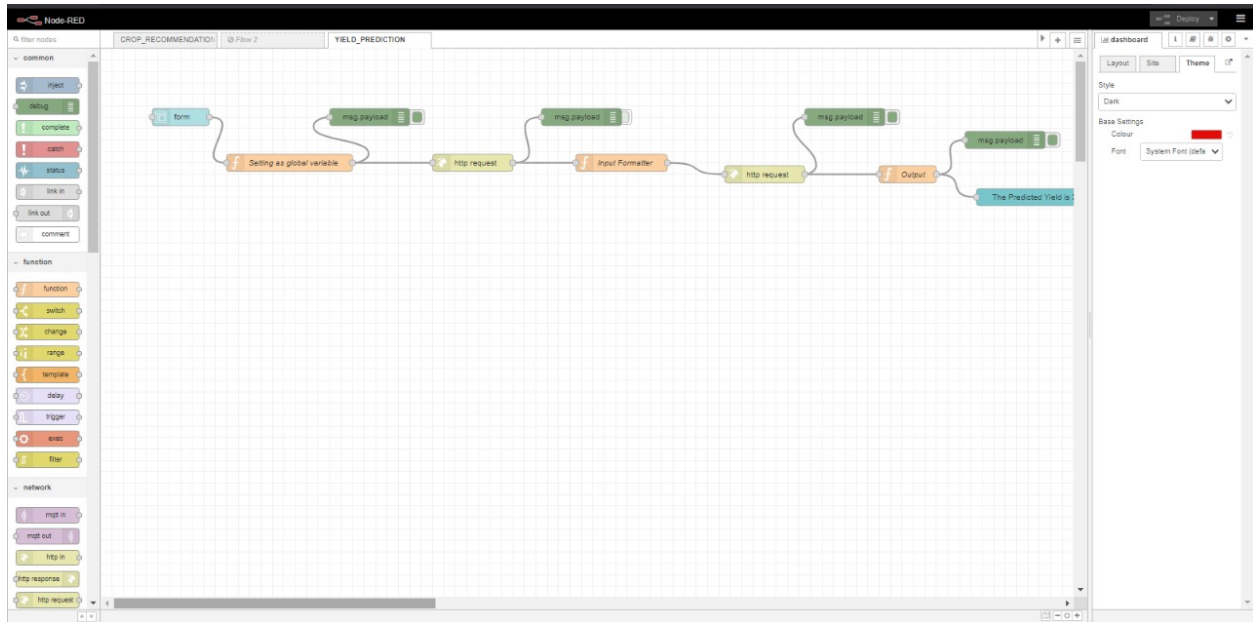 Node-RED
Deploy
filter nodes
CROP_RECOMMENDATION
Flow 2
YIELD_PREDICTION
dashboard
i
common
inject
debug
complete
catch
status
link in
link out
comment
function
function
switch
change
range
template
delay
trigger
exec
filter
network
mqtt in
mqtt out
http in
http response
http request
form
Setting as global variable
msg.payload
http request
msg.payload
Input Formatter
http request
msg.payload
Output
msg.payload
The Predicted Yield is
Layout
Site
Theme
Style
Dark
Base Settings
Colour
Font
System Font (defa